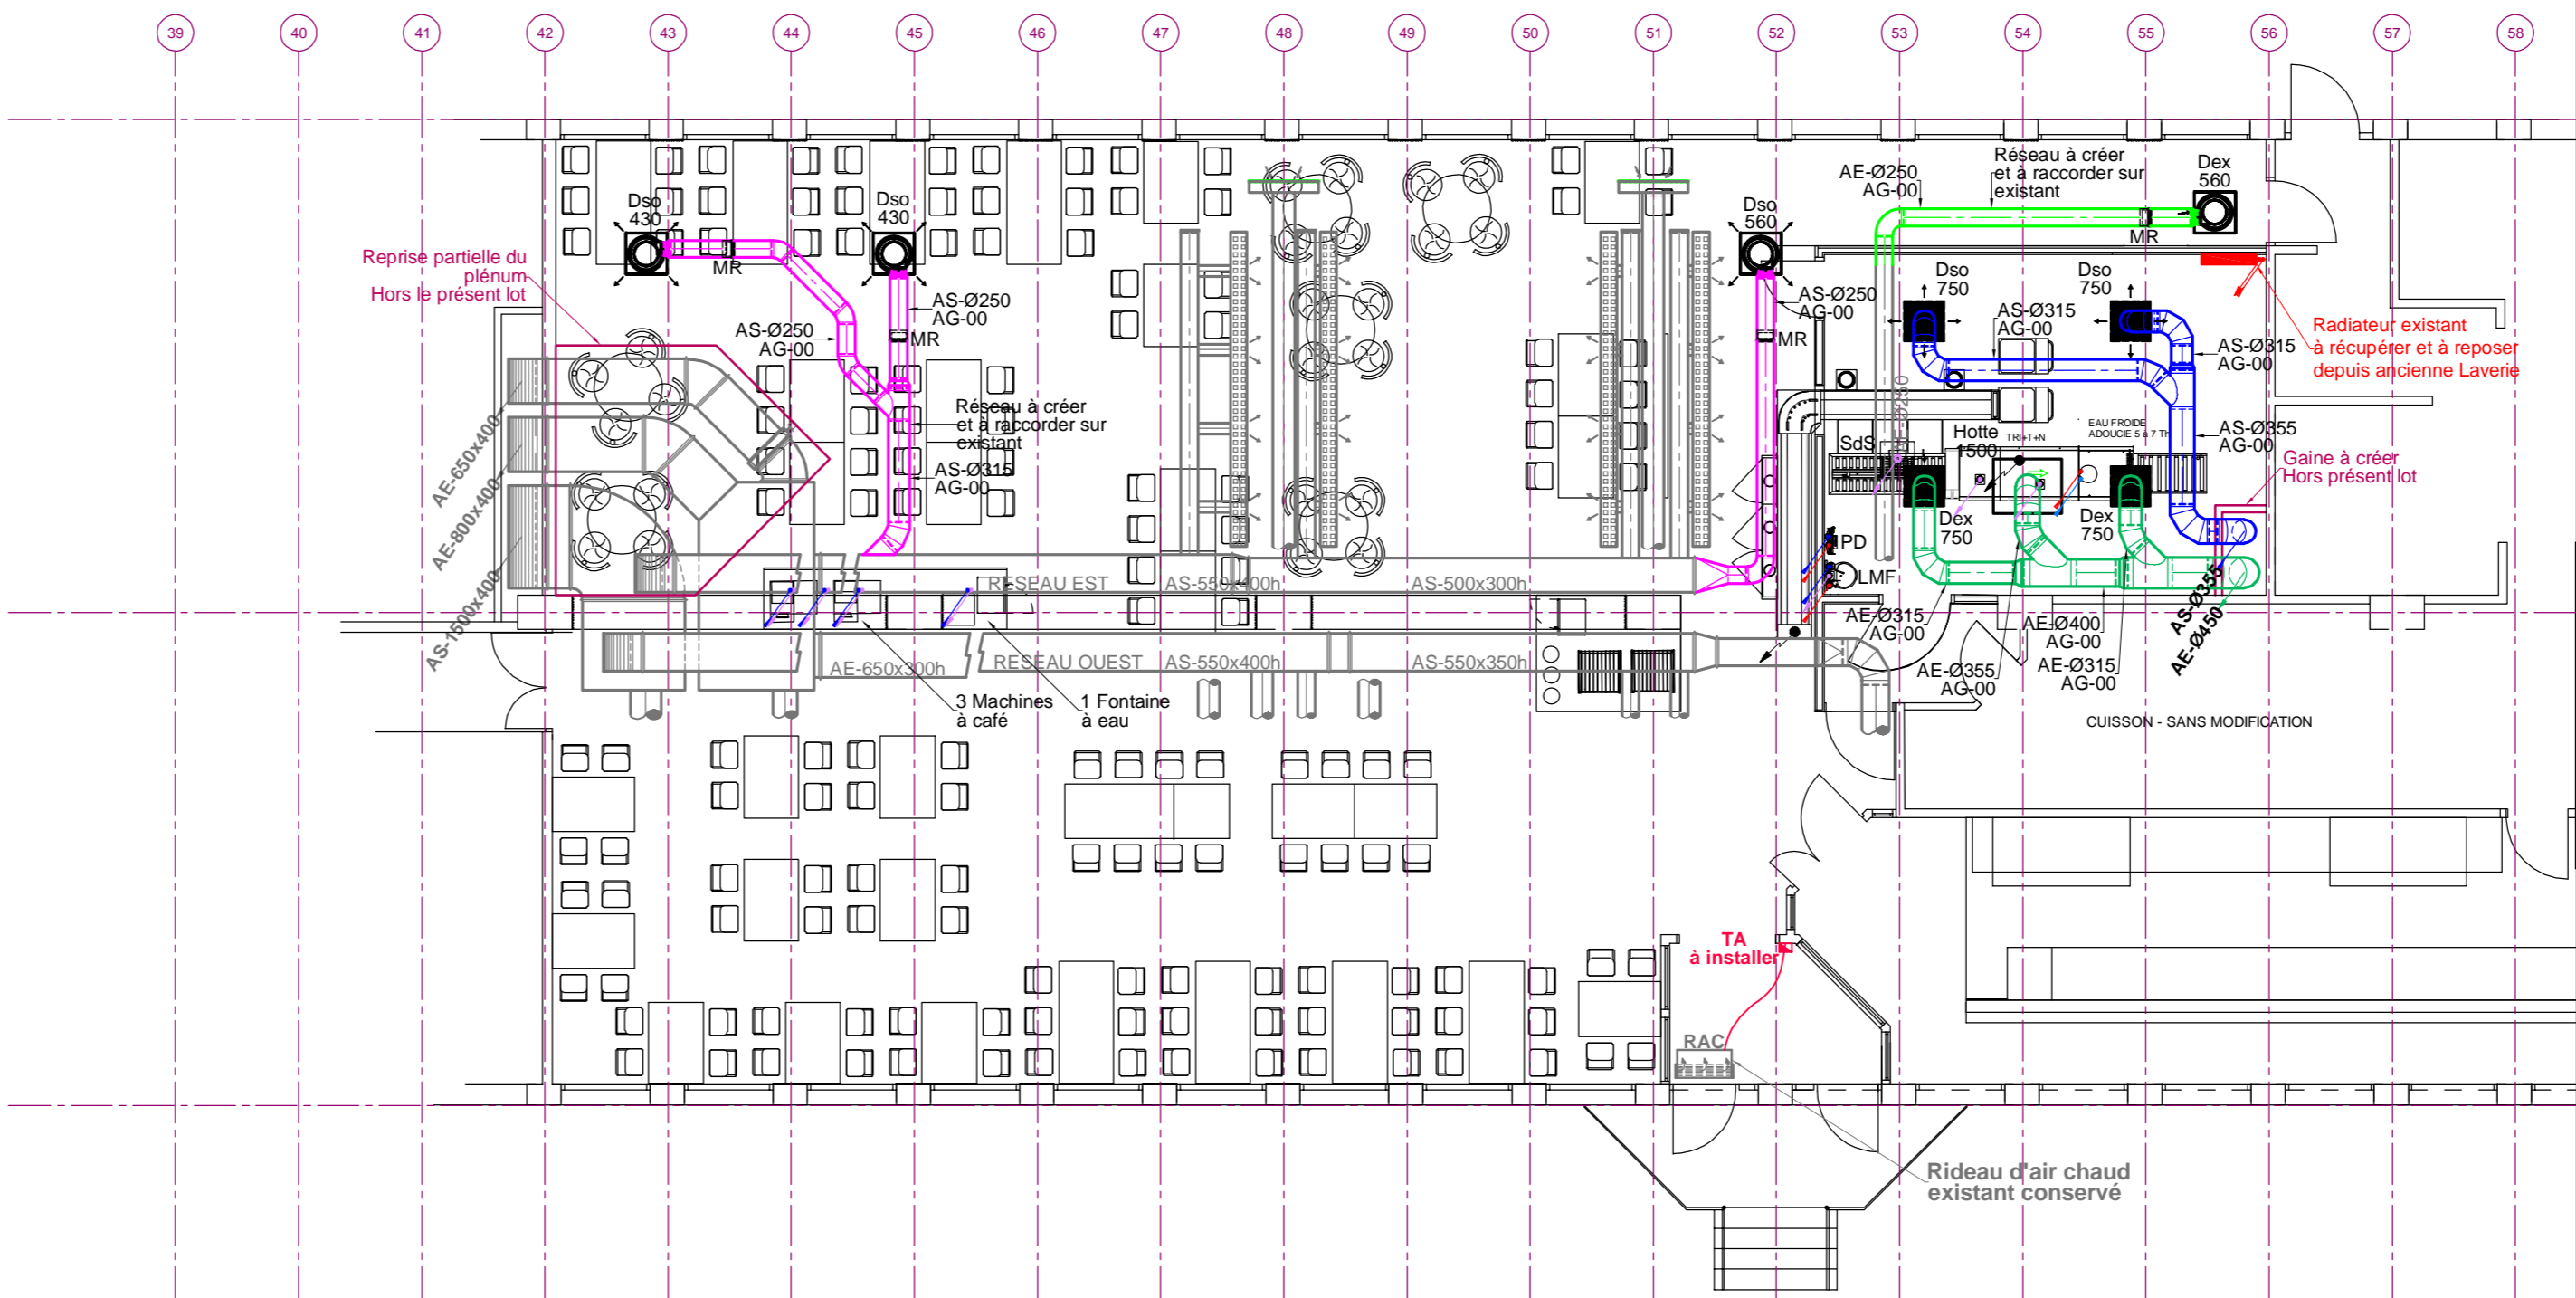 39 40 41 42 43 44 45 46 47 48 49 50 51 52 53 54 55 56 57 58
Reprise partielle du
plénum
Hors le présent lot
Dso
430
MR
Dso
430
AS-Ø250
AG-00
MR
AS-Ø250
AG-00
Réseau à créer
et à raccorder sur
existant
AS-Ø315
AG-00
AE-650x400
AE-800x400
AS-1500x400
Dso
560
AS-Ø250
AG-00
MR
AE-Ø250
AG-00
Réseau à créer
et à raccorder sur
existant
Dex
560
MR
Dso
750
Dso
750
AS-Ø315
AG-00
AS-Ø315
AG-00
Radiateur existant
à récupérer et à reposer
depuis ancienne Laverie
EAU FROIDE
ADOUCIE 5 à 7 TH
TRI+T+N
SdS
Hotte
1500
AS-Ø355
AG-00
Gaine à créer
Hors présent lot
Dex
750
Dex
750
PD
LMF
AE-Ø315
AG-00
AE-Ø400
AG-00
AE-Ø355
AG-00
AE-Ø315
AG-00
AS-Ø355
AE-Ø450
RESEAU EST
AS-550x400h
AS-500x300h
AE-650x300h
RESEAU OUEST
AS-550x400h
AS-550x350h
3 Machines
à café
1 Fontaine
à eau
CUISSON - SANS MODIFICATION
TA
à installer
RAC
Rideau d'air chaud
existant conservé